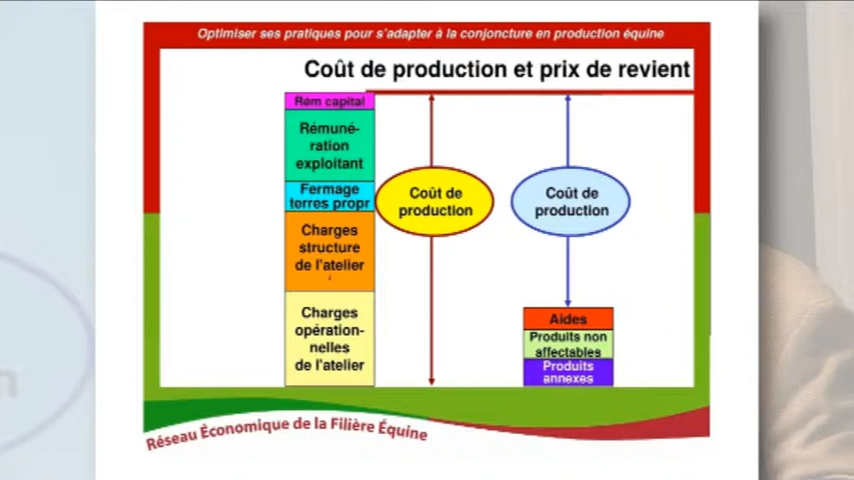 Optimiser ses pratiques pour s'adapter à la conjoncture en production équine
Coût de production et prix de revient
Rém capital
Rémuné-
ration
exploitant
Fermage
terres propr
Charges
structure
de l'atelier
Charges
opération-
nelles
de l'atelier
Coût de
production
Coût de
production
Aides
Produits non
affectables
Produits
annexes
Réseau Économique de la Filière Équine